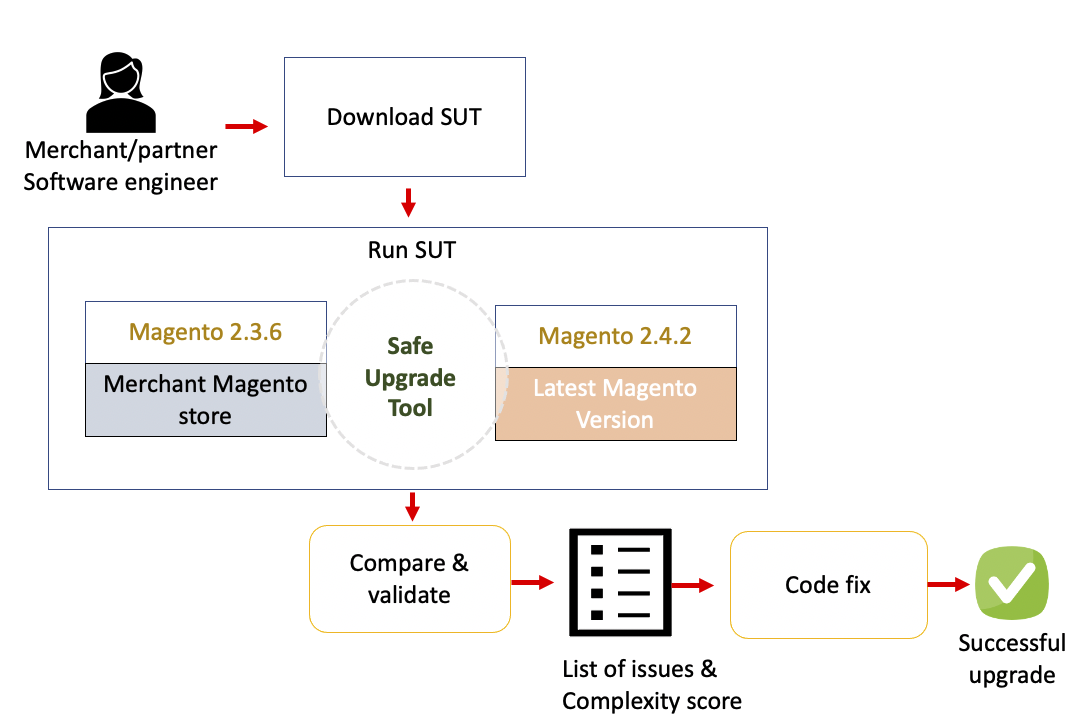 Merchant/partner
Software engineer
Download SUT
Run SUT
Magento 2.3.6
Merchant Magento
store
Safe
Upgrade
Tool
Magento 2.4.2
Latest Magento
Version
Compare &
validate
List of issues &
Complexity score
Code fix
Successful
upgrade